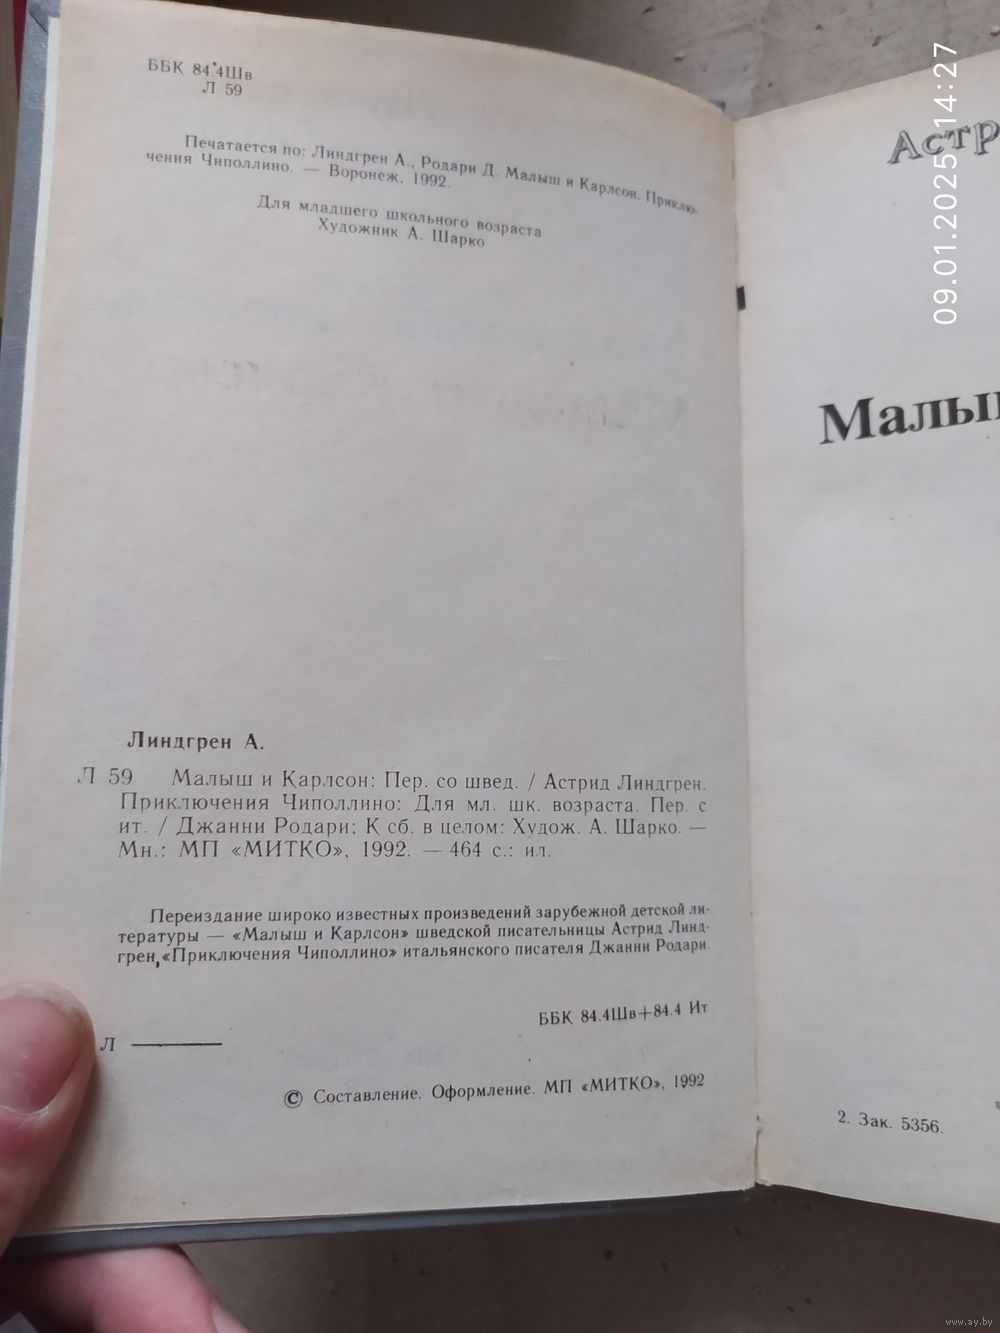 ББК 84.4Шв
Л 59
Печатается по: Линдгрен А., Родари Д. Малыш и Карлсон. Приклю-
чения Чиполлино. — Воронеж, 1992.
Для младшего школьного возраста
Художник А. Шарко
Линдгрен А.
Л 59 Малыш и Карлсон: Пер. со швед. / Астрид Линдгрен.
Приключения Чиполлино: Для мл. шк. возраста. Пер. с
ит. / Джанни Родари; К сб. в целом: Худож. А. Шарко. —
Мн.: МП «МИТКО», 1992. — 464 с.: ил.
Переиздание широко известных произведений зарубежной детской ли-
тературы — «Малыш и Карлсон» шведской писательницы Астрид Линд-
грен, «Приключения Чиполлино» итальянского писателя Джанни Родари.
ББК 84.4Шв+84.4 Ит
Л
© Составление. Оформление. МП «МИТКО», 1992
Астр
Малыш
2. Зак. 5356.
09.01.2025 14:27
www.ay.by